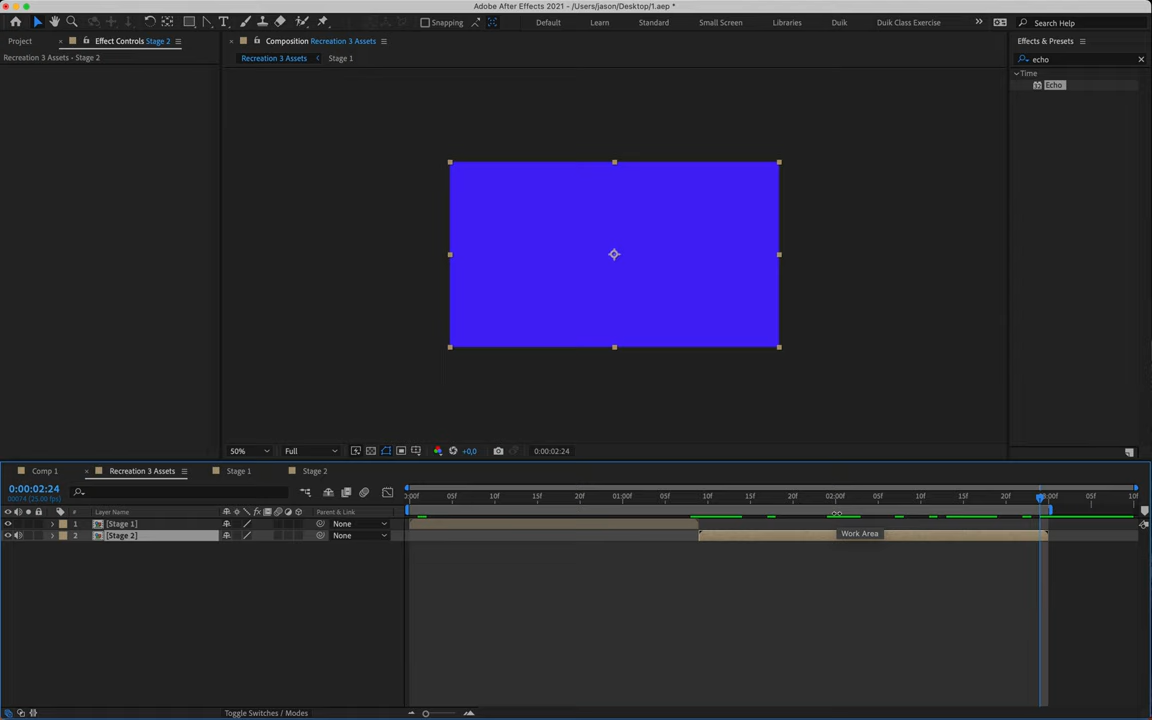 Adobe After Effects 2021 - /Users/jason/Desktop/1.aep *
Snapping
Default
Learn
Standard
Small Screen
Libraries
Duik
Duik Class Exercise
Search Help
Project
Effect Controls Stage 2
Composition Recreation 3 Assets
Effects & Presets
Recreation 3 Assets - Stage 2
Recreation 3 Assets
Stage 1
echo
Time
Echo
50%
Full
+0,0
0:00:02:24
Comp 1
Recreation 3 Assets
Stage 1
Stage 2
0:00:02:24
00074 (25.00 fps)
:00f 05f 10f 15f 20f 01:00f 05f 10f 15f 20f 02:00f 05f 10f 15f 20f 05f 10f
# Layer Name
Parent & Link
1 [Stage 1] None
2 [Stage 2] None
Work Area
Toggle Switches / Modes